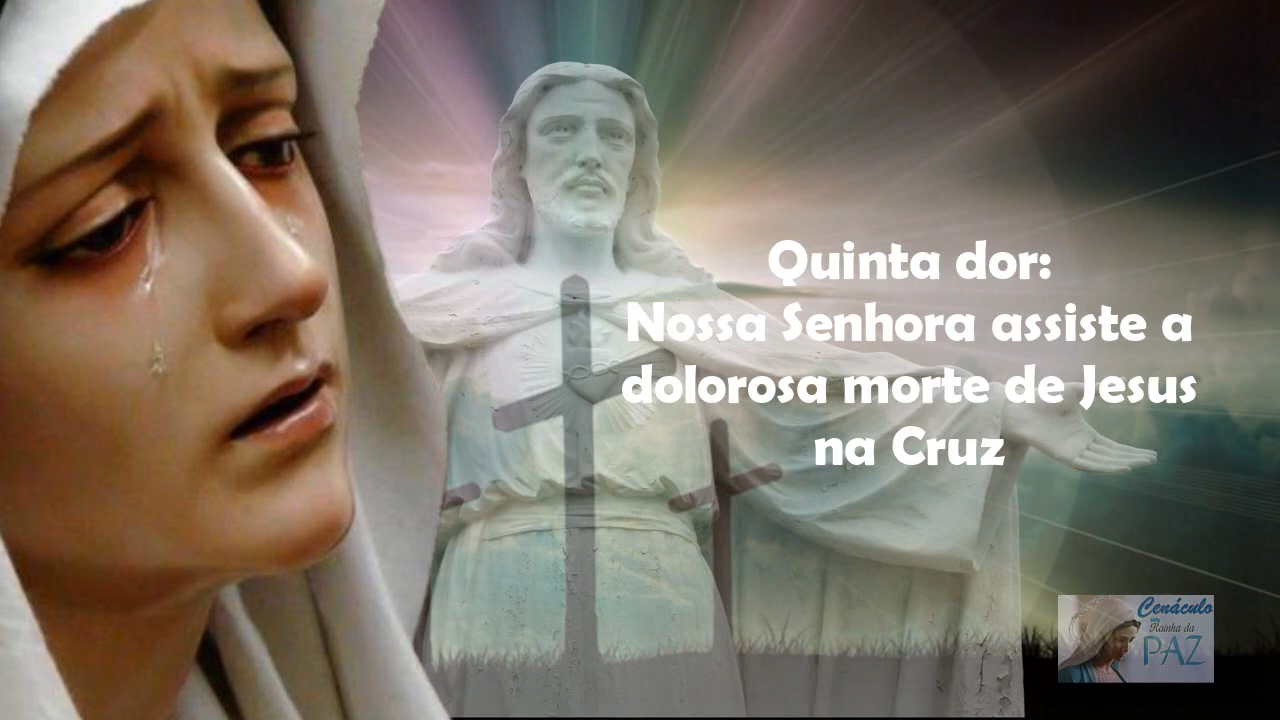 Quinta dor:
Nossa Senhora assiste a
dolorosa morte de Jesus
na Cruz
Cenáculo
Rainha da
PAZ